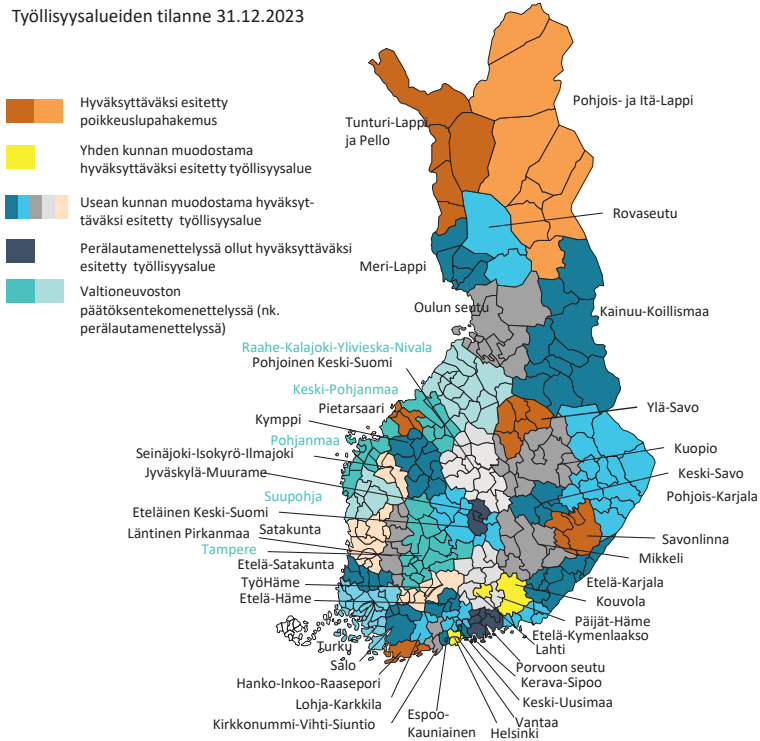 Työllisyysalueiden tilanne 31.12.2023
Hyväksyttäväksi esitetty
poikkeuslupahakemus
Yhden kunnan muodostama
hyväksyttäväksi esitetty työllisyysalue
Usean kunnan muodostama hyväksyt-
täväksi esitetty työllisyysalue
Perälautamenettelyssä ollut hyväksyttäväksi
esitetty työllisyysalue
Valtioneuvoston
päätöksentekomenettelyssä (nk.
perälautamenettelyssä)
Pohjois- ja Itä-Lappi
Tunturi-Lappi
ja Pello
Rovaseutu
Meri-Lappi
Oulun seutu
Kainuu-Koillismaa
Raahe-Kalajoki-Ylivieska-Nivala
Pohjoinen Keski-Suomi
Keski-Pohjanmaa
Pietarsaari
Ylä-Savo
Kymppi
Pohjanmaa
Seinäjoki-Isokyrö-Ilmajoki
Kuopio
Jyväskylä-Muurame
Keski-Savo
Suupohja
Pohjois-Karjala
Eteläinen Keski-Suomi
Läntinen Pirkanmaa
Satakunta
Savonlinna
Tampere
Mikkeli
Etelä-Satakunta
TyöHäme
Etelä-Karjala
Etelä-Häme
Kouvola
Päijät-Häme
Etelä-Kymenlaakso
Turku
Lahti
Salo
Porvoon seutu
Hanko-Inkoo-Raasepori
Kerava-Sipoo
Lohja-Karkkila
Keski-Uusimaa
Kirkkonummi-Vihti-Siuntio
Espoo-
Kauniainen
Vantaa
Helsinki